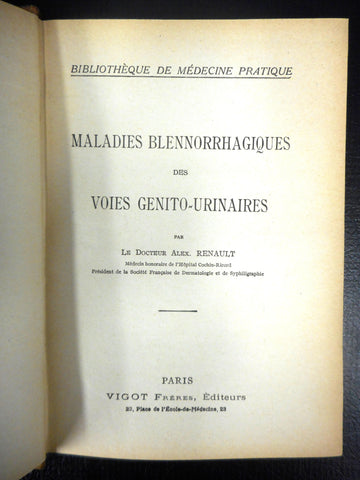 BIBLIOTHÈQUE DE MÉDECINE PRATIQUE
MALADIES BLENNORRHAGIQUES
DES
VOIES GENITO-URINAIRES
PAR
LE DOCTEUR ALEX. RENAULT
Médecin honoraire de l'Hôpital Cochin-Ricord
Président de la Société Française de Dermatologie et de Syphiligraphie
PARIS
VIGOT FRÈRES, Éditeurs
23, Place de l'École-de-Médecine, 23